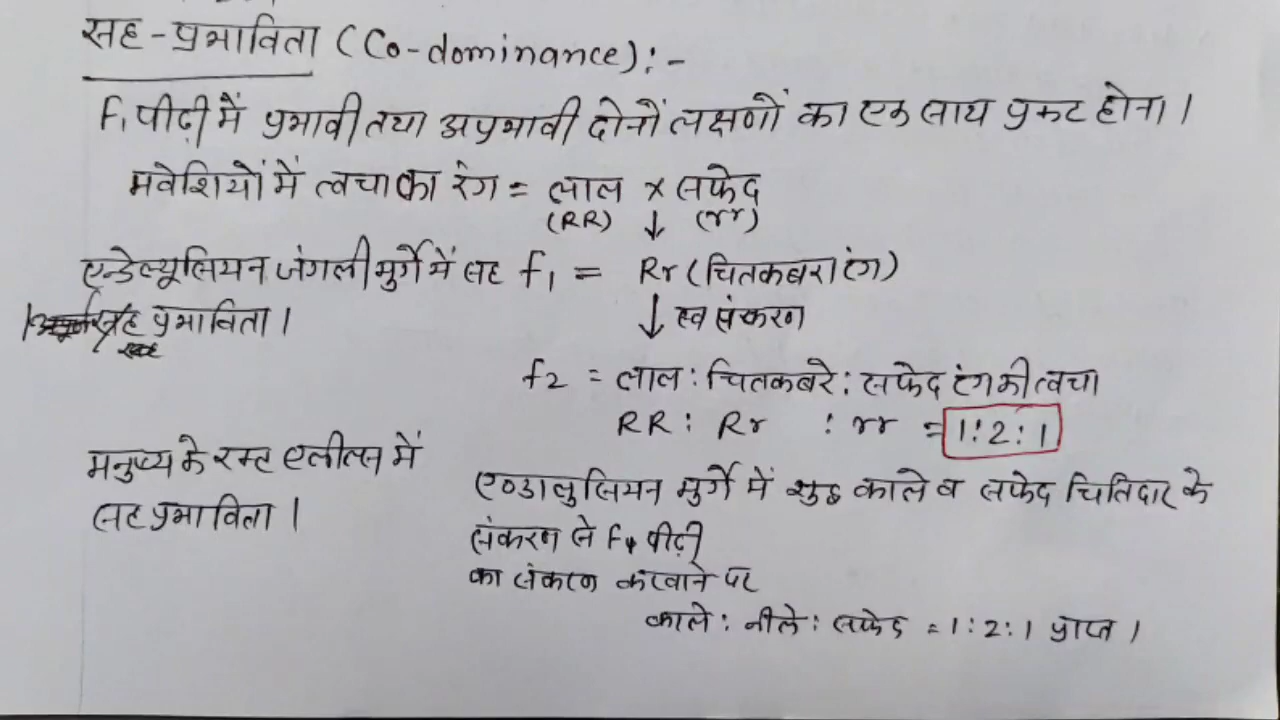 सह-प्रभाविता (Co-dominance):-
F1 पीढ़ी में प्रभावी तथा अप्रभावी दोनों लक्षणों का एक साथ प्रकट होना।
मवेशियों में त्वचा का रंग = लाल × सफेद
(RR) ↓ (rr)
एन्डेल्यूसियन जंगली मुर्गे में सह
प्रभाविता।
f1 = Rr (चितकबरा रंग)
↓ स्व संकरण
f2 = लाल : चितकबरे : सफेद रंग की त्वचा
RR : Rr : rr = 1:2:1
मनुष्य के रक्त एलील्स में
सह प्रभाविता।
एण्डालुसियन मुर्गे में शुद्ध काले व सफेद चितिदार के
संकरण से F1 पीढ़ी
का संकरण करवाने पर
काले : नीले : सफेद = 1:2:1 प्राप्त।